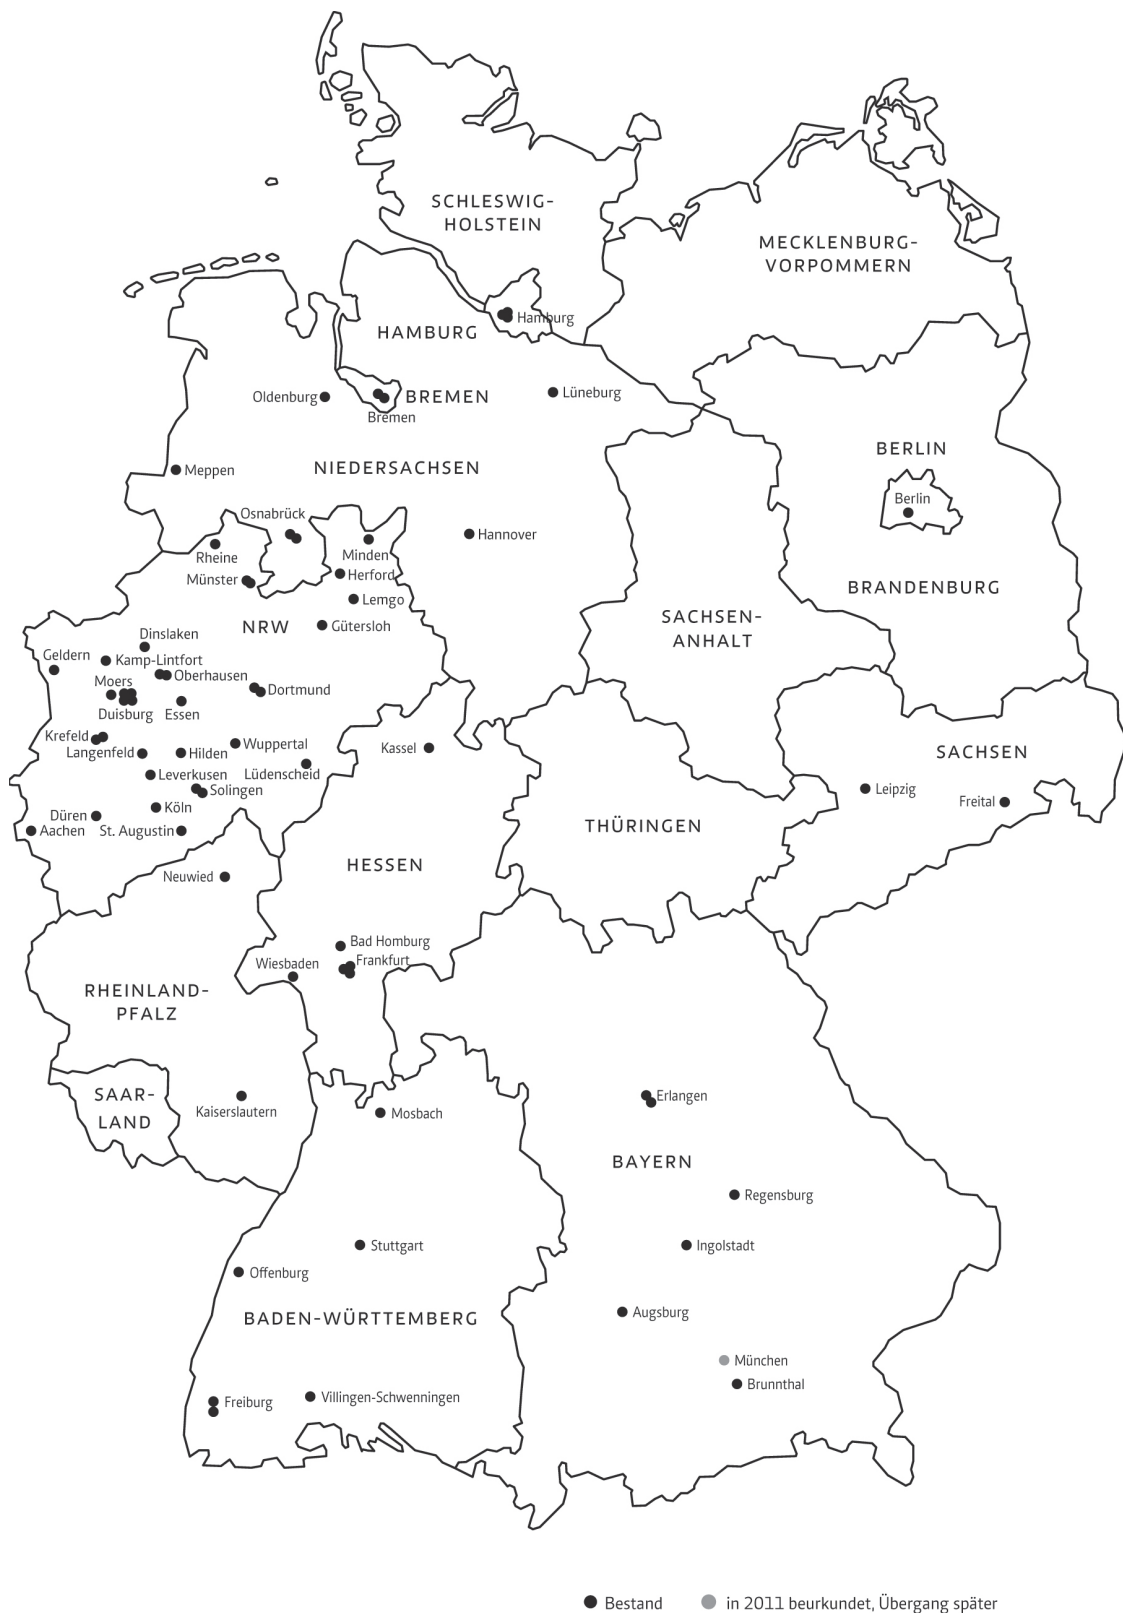 SCHLESWIG-
HOLSTEIN
MECKLENBURG-
VORPOMMERN
Hamburg
HAMBURG
Oldenburg
BREMEN
Bremen
Lüneburg
BERLIN
Meppen
NIEDERSACHSEN
Berlin
Osnabrück
Hannover
Rheine
Minden
Münster
Herford
BRANDENBURG
Lemgo
SACHSEN-
ANHALT
NRW
Gütersloh
Dinslaken
Geldern
Kamp-Lintfort
Oberhausen
Moers
Dortmund
Duisburg
Essen
Krefeld
Wuppertal
Langenfeld
Hilden
Kassel
SACHSEN
Leverkusen
Lüdenscheid
Solingen
Leipzig
Freital
Köln
Düren
Aachen
St. Augustin
THÜRINGEN
HESSEN
Neuwied
Bad Homburg
Frankfurt
Wiesbaden
RHEINLAND-
PFALZ
SAAR-
LAND
Kaiserslautern
Mosbach
Erlangen
BAYERN
Regensburg
Stuttgart
Ingolstadt
Offenburg
BADEN-WÜRTTEMBERG
Augsburg
München
Brunnthal
Freiburg
Villingen-Schwenningen
Bestand
in 2011 beurkundet, Übergang später